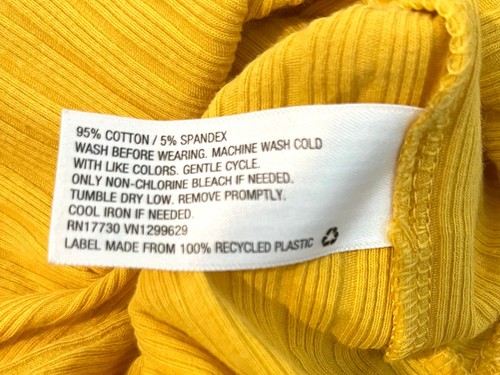 95% COTTON / 5% SPANDEX
WASH BEFORE WEARING. MACHINE WASH COLD
WITH LIKE COLORS. GENTLE CYCLE.
ONLY NON-CHLORINE BLEACH IF NEEDED.
TUMBLE DRY LOW. REMOVE PROMPTLY.
COOL IRON IF NEEDED.
RN17730 VN1299629
LABEL MADE FROM 100% RECYCLED PLASTIC